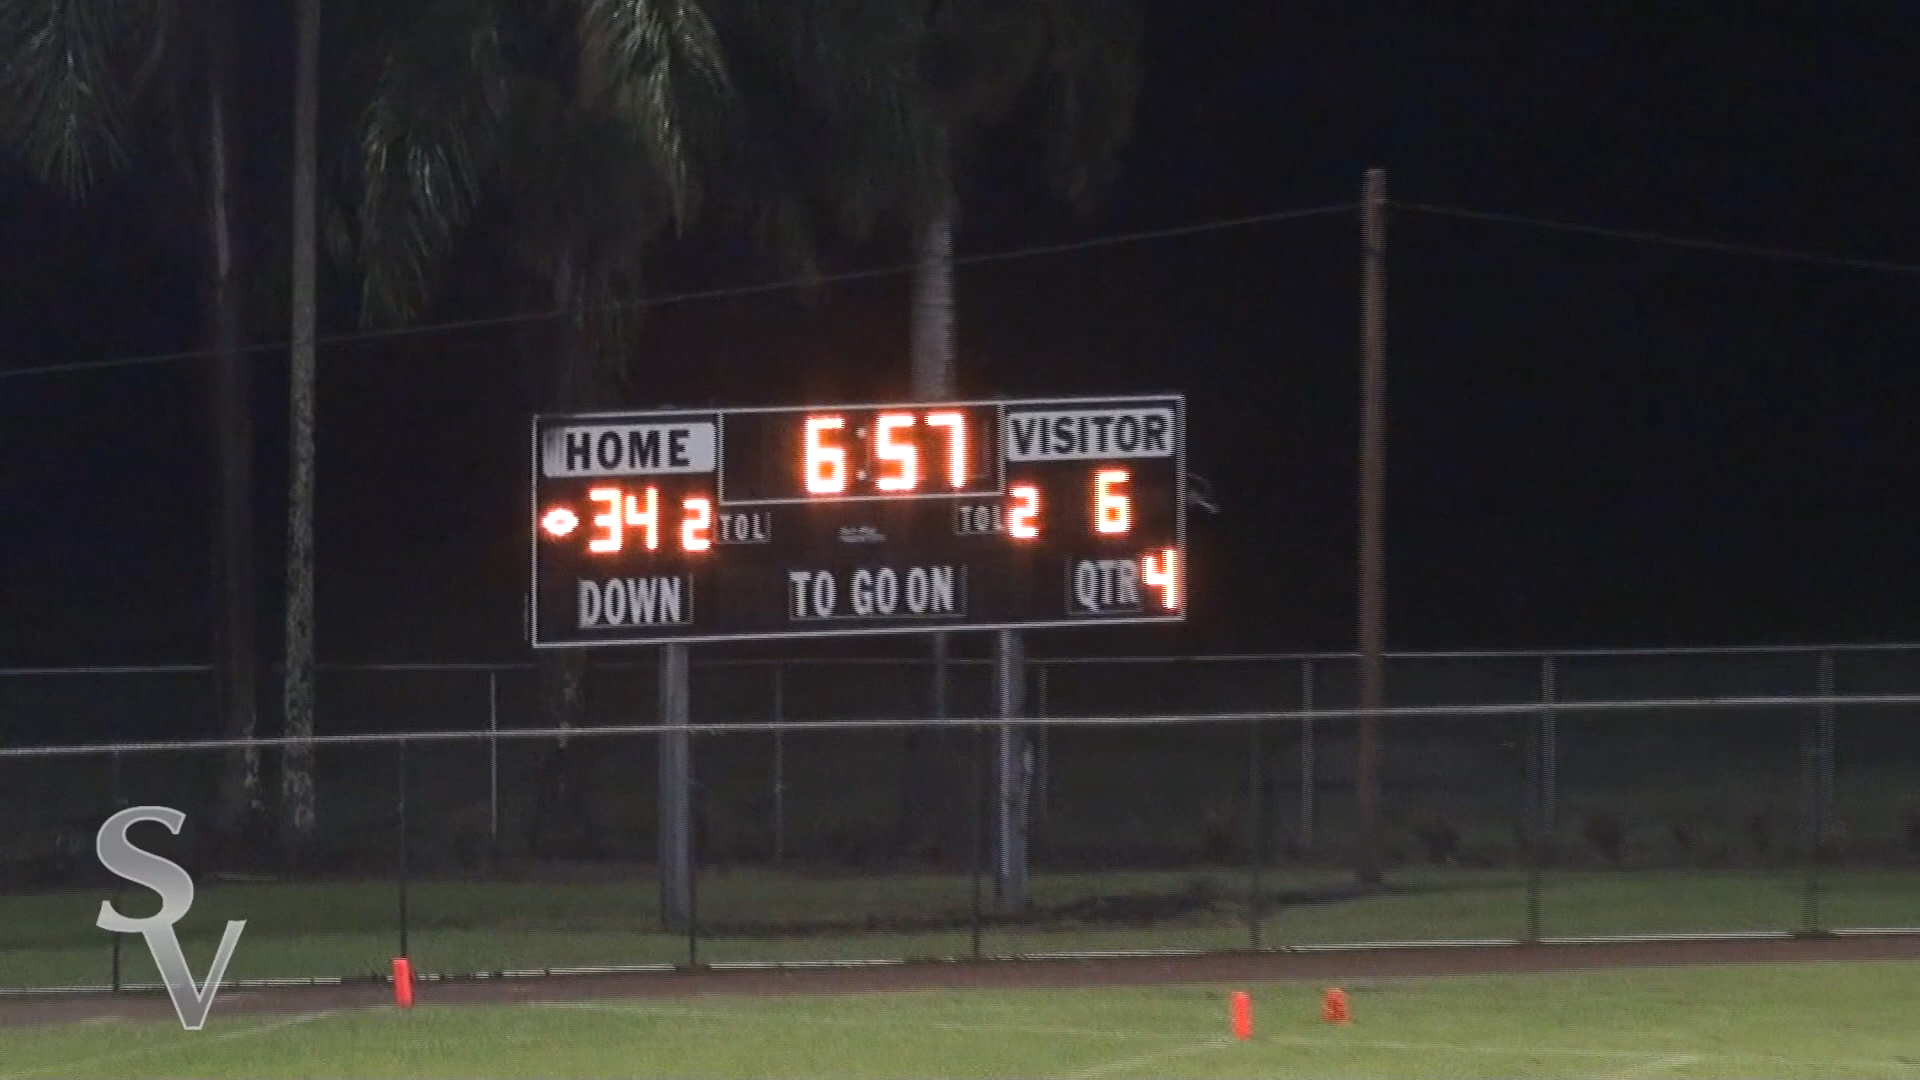 HOME 6:57 VISITOR
34 2 TOL TOL 2 6
DOWN TO GO ON QTR 4
SV